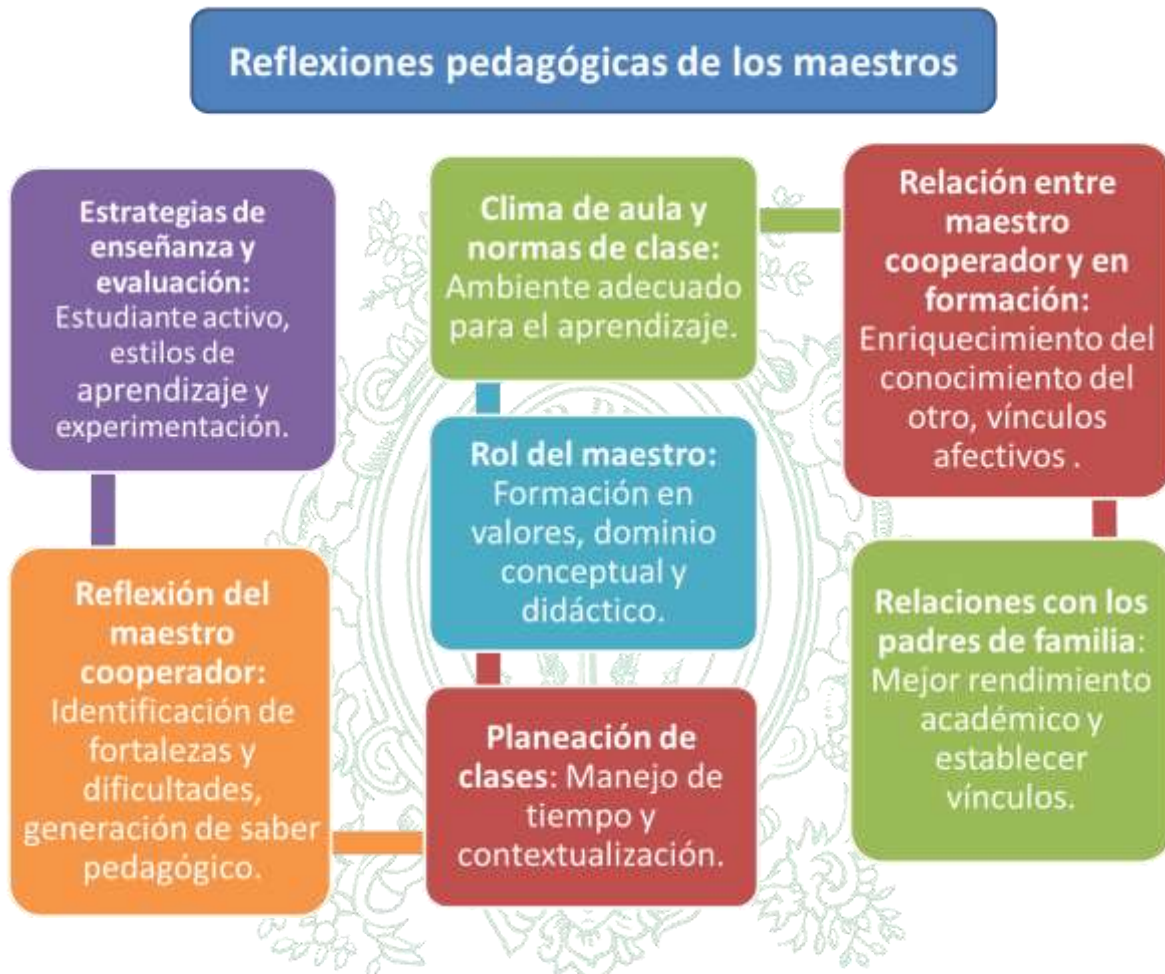 Reflexiones pedagógicas de los maestros
Estrategias de
enseñanza y
evaluación:
Estudiante activo,
estilos de
aprendizaje y
experimentación.
Reflexión del
maestro
cooperador:
Identificación de
fortalezas y
dificultades,
generación de saber
pedagógico.
Planeación de
clases: Manejo de
tiempo y
contextualización.
Rol del maestro:
Formación en
valores, dominio
conceptual y
didáctico.
Clima de aula y
normas de clase:
Ambiente adecuado
para el aprendizaje.
Relación entre
maestro
cooperador y en
formación:
Enriquecimiento del
conocimiento del
otro, vínculos
afectivos .
Relaciones con los
padres de familia:
Mejor rendimiento
académico y
establecer
vínculos.